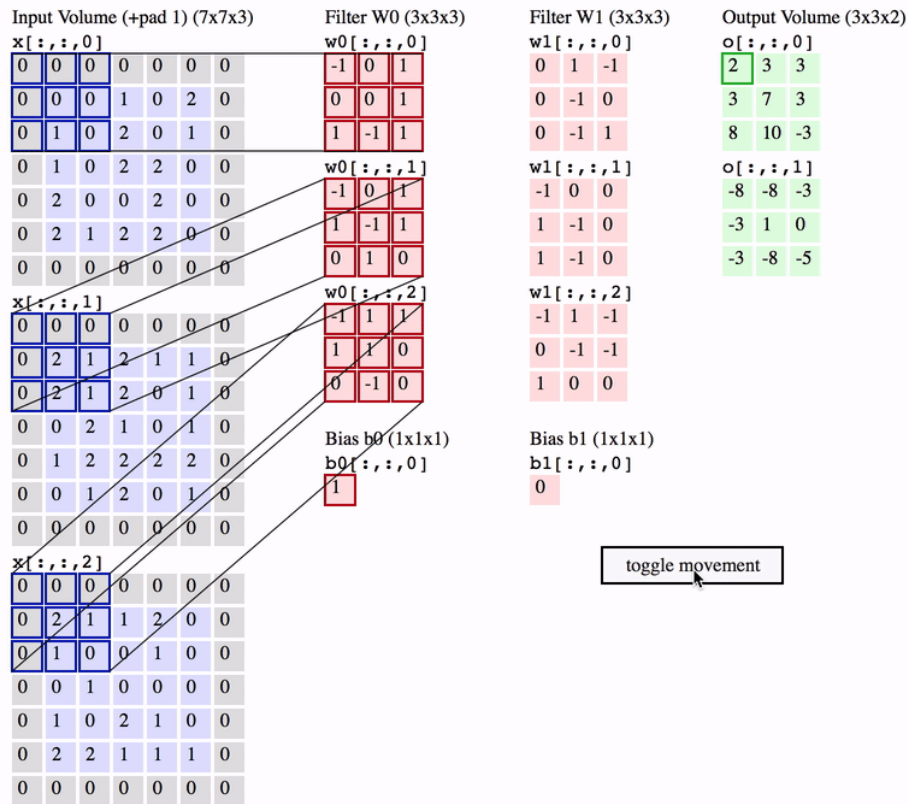 Input Volume (+pad 1) (7x7x3)
x[:,:,0]
0 0 0 0 0 0 0
0 0 0 1 0 2 0
0 1 0 2 0 1 0
0 1 0 2 2 0 0
0 2 0 0 2 0 0
0 2 1 2 2 0 0
0 0 0 0 0 0 0
x[:,:,1]
0 0 0 0 0 0 0
0 2 1 2 1 1 0
0 2 1 2 0 1 0
0 0 2 1 0 1 0
0 1 2 2 2 2 0
0 0 1 2 0 1 0
0 0 0 0 0 0 0
x[:,:,2]
0 0 0 0 0 0 0
0 2 1 1 2 0 0
0 1 0 0 1 0 0
0 0 1 0 0 0 0
0 1 0 2 1 0 0
0 2 2 1 1 1 0
0 0 0 0 0 0 0
Filter W0 (3x3x3)
w0[:,:,0]
-1 0 1
0 0 1
1 -1 1
w0[:,:,1]
-1 0 1
1 -1 1
0 1 0
w0[:,:,2]
-1 1 1
1 1 0
0 -1 0
Bias b0 (1x1x1)
b0[:,:,0]
1
Filter W1 (3x3x3)
w1[:,:,0]
0 1 -1
0 -1 0
0 -1 1
w1[:,:,1]
-1 0 0
1 -1 0
1 -1 0
w1[:,:,2]
-1 1 -1
0 -1 -1
1 0 0
Bias b1 (1x1x1)
b1[:,:,0]
0
Output Volume (3x3x2)
o[:,:,0]
2 3 3
3 7 3
8 10 -3
o[:,:,1]
-8 -8 -3
-3 1 0
-3 -8 -5
toggle movement